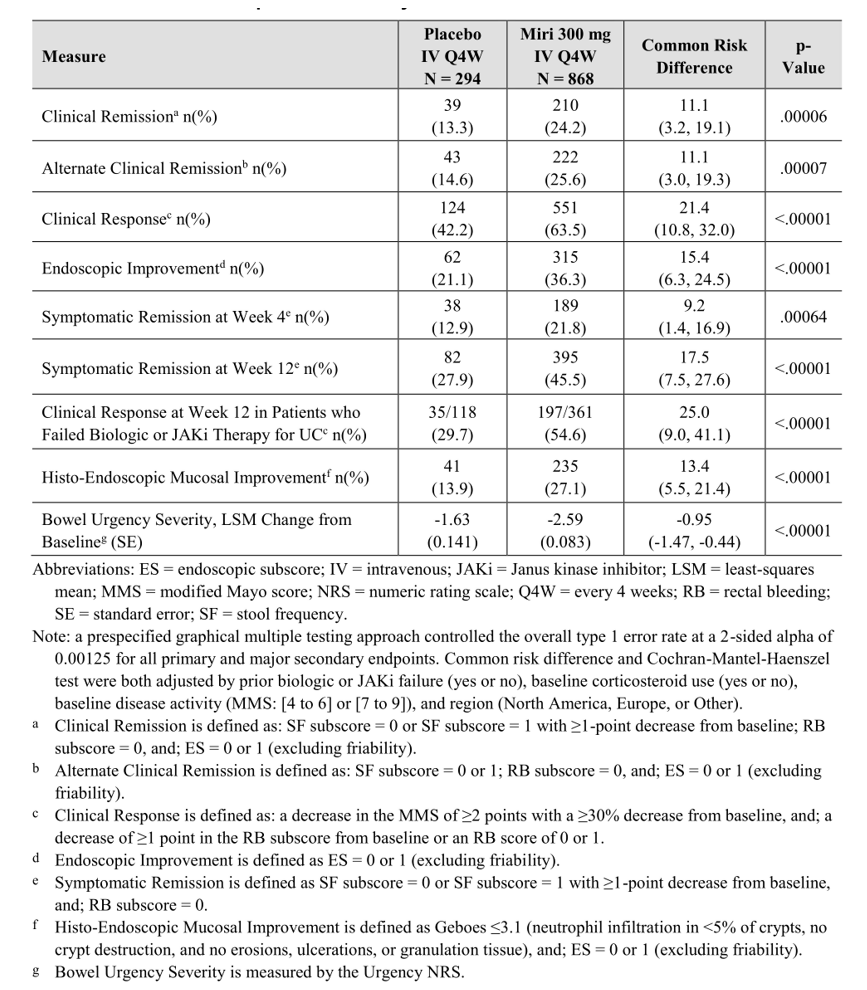 Measure
Placebo
IV Q4W
N = 294
Miri 300 mg
IV Q4W
N = 868
Common Risk
Difference
p-
Value
Clinical Remissionᵃ n(%)
39
(13.3)
210
(24.2)
11.1
(3.2, 19.1)
.00006
Alternate Clinical Remissionᵇ n(%)
43
(14.6)
222
(25.6)
11.1
(3.0, 19.3)
.00007
Clinical Responseᶜ n(%)
124
(42.2)
551
(63.5)
21.4
(10.8, 32.0)
<.00001
Endoscopic Improvementᵈ n(%)
62
(21.1)
315
(36.3)
15.4
(6.3, 24.5)
<.00001
Symptomatic Remission at Week 4ᵉ n(%)
38
(12.9)
189
(21.8)
9.2
(1.4, 16.9)
.00064
Symptomatic Remission at Week 12ᵉ n(%)
82
(27.9)
395
(45.5)
17.5
(7.5, 27.6)
<.00001
Clinical Response at Week 12 in Patients who
Failed Biologic or JAKi Therapy for UCᶜ n(%)
35/118
(29.7)
197/361
(54.6)
25.0
(9.0, 41.1)
<.00001
Histo-Endoscopic Mucosal Improvementᶠ n(%)
41
(13.9)
235
(27.1)
13.4
(5.5, 21.4)
<.00001
Bowel Urgency Severity, LSM Change from
Baselineᵍ (SE)
-1.63
(0.141)
-2.59
(0.083)
-0.95
(-1.47, -0.44)
<.00001
Abbreviations: ES = endoscopic subscore; IV = intravenous; JAKi = Janus kinase inhibitor; LSM = least-squares
mean; MMS = modified Mayo score; NRS = numeric rating scale; Q4W = every 4 weeks; RB = rectal bleeding;
SE = standard error; SF = stool frequency.
Note: a prespecified graphical multiple testing approach controlled the overall type 1 error rate at a 2-sided alpha of
0.00125 for all primary and major secondary endpoints. Common risk difference and Cochran-Mantel-Haenszel
test were both adjusted by prior biologic or JAKi failure (yes or no), baseline corticosteroid use (yes or no),
baseline disease activity (MMS: [4 to 6] or [7 to 9]), and region (North America, Europe, or Other).
a Clinical Remission is defined as: SF subscore = 0 or SF subscore = 1 with ≥1-point decrease from baseline; RB
subscore = 0, and; ES = 0 or 1 (excluding friability).
b Alternate Clinical Remission is defined as: SF subscore = 0 or 1; RB subscore = 0, and; ES = 0 or 1 (excluding
friability).
c Clinical Response is defined as: a decrease in the MMS of ≥2 points with a ≥30% decrease from baseline, and; a
decrease of ≥1 point in the RB subscore from baseline or an RB score of 0 or 1.
d Endoscopic Improvement is defined as ES = 0 or 1 (excluding friability).
e Symptomatic Remission is defined as SF subscore = 0 or SF subscore = 1 with ≥1-point decrease from baseline,
and; RB subscore = 0.
f Histo-Endoscopic Mucosal Improvement is defined as Geboes ≤3.1 (neutrophil infiltration in <5% of crypts, no
crypt destruction, and no erosions, ulcerations, or granulation tissue), and; ES = 0 or 1 (excluding friability).
g Bowel Urgency Severity is measured by the Urgency NRS.